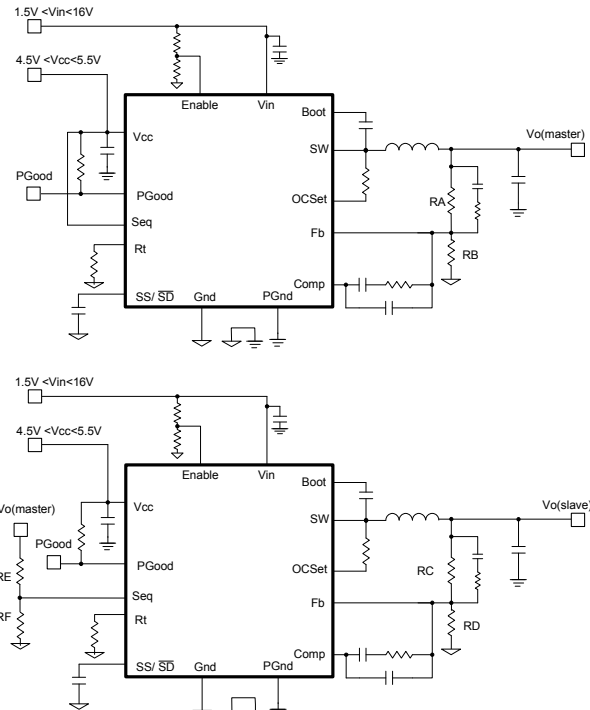 1.5V <Vin<16V
4.5V <Vcc<5.5V
Enable
Vin
Boot
Vcc
Vo(master)
SW
PGood
PGood
OCSet
RA
Seq
Fb
Rt
RB
Comp
SS/ SD
Gnd
PGnd
1.5V <Vin<16V
4.5V <Vcc<5.5V
Enable
Vin
Boot
Vo(master)
Vcc
Vo(slave)
SW
PGood
PGood
OCSet
RC
RE
Seq
Fb
RF
Rt
RD
Comp
SS/ SD
Gnd
PGnd